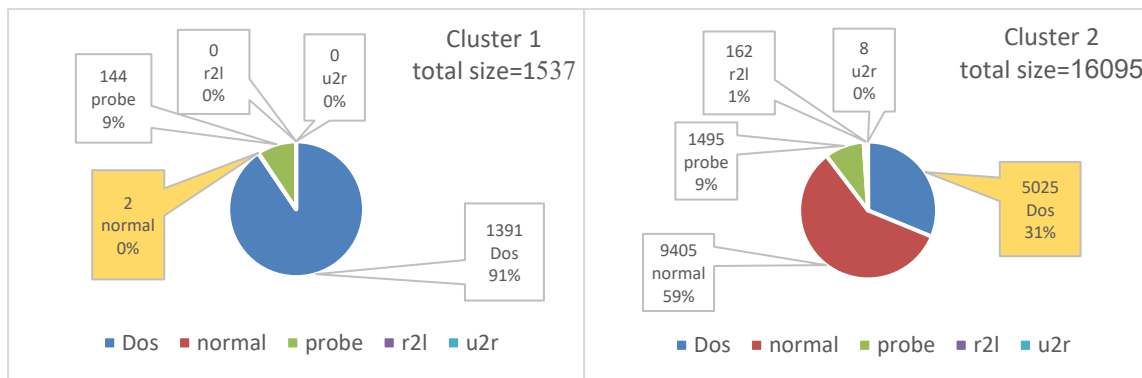 Cluster 1
total size=1537
0
r2l
0%
0
u2r
0%
144
probe
9%
2
normal
0%
1391
Dos
91%
Dos normal probe r2l u2r
Cluster 2
total size=16095
162
r2l
1%
8
u2r
0%
1495
probe
9%
5025
Dos
31%
9405
normal
59%
Dos normal probe r2l u2r